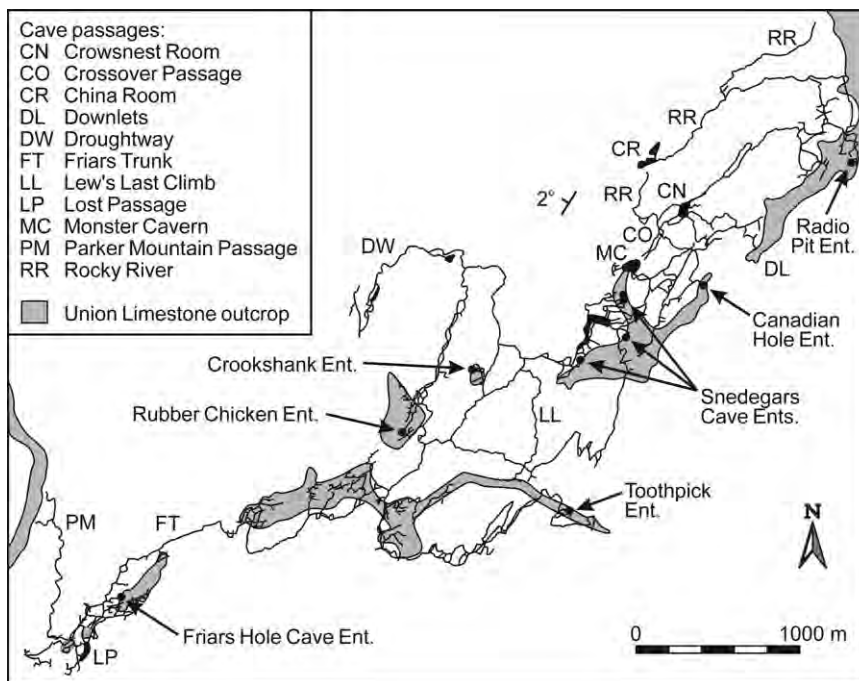 Cave passages:
CN Crowsnest Room
CO Crossover Passage
CR China Room
DL Downlets
DW Droughtway
FT Friars Trunk
LL Lew's Last Climb
LP Lost Passage
MC Monster Cavern
PM Parker Mountain Passage
RR Rocky River
Union Limestone outcrop
RR
RR
CR
RR
CN
2°
CO
MC
DW
Radio
Pit Ent.
DL
Canadian
Hole Ent.
Crookshank Ent.
Snedegars
Cave Ents.
Rubber Chicken Ent.
LL
Toothpick
Ent.
PM
FT
N
Friars Hole Cave Ent.
LP
0 1000 m